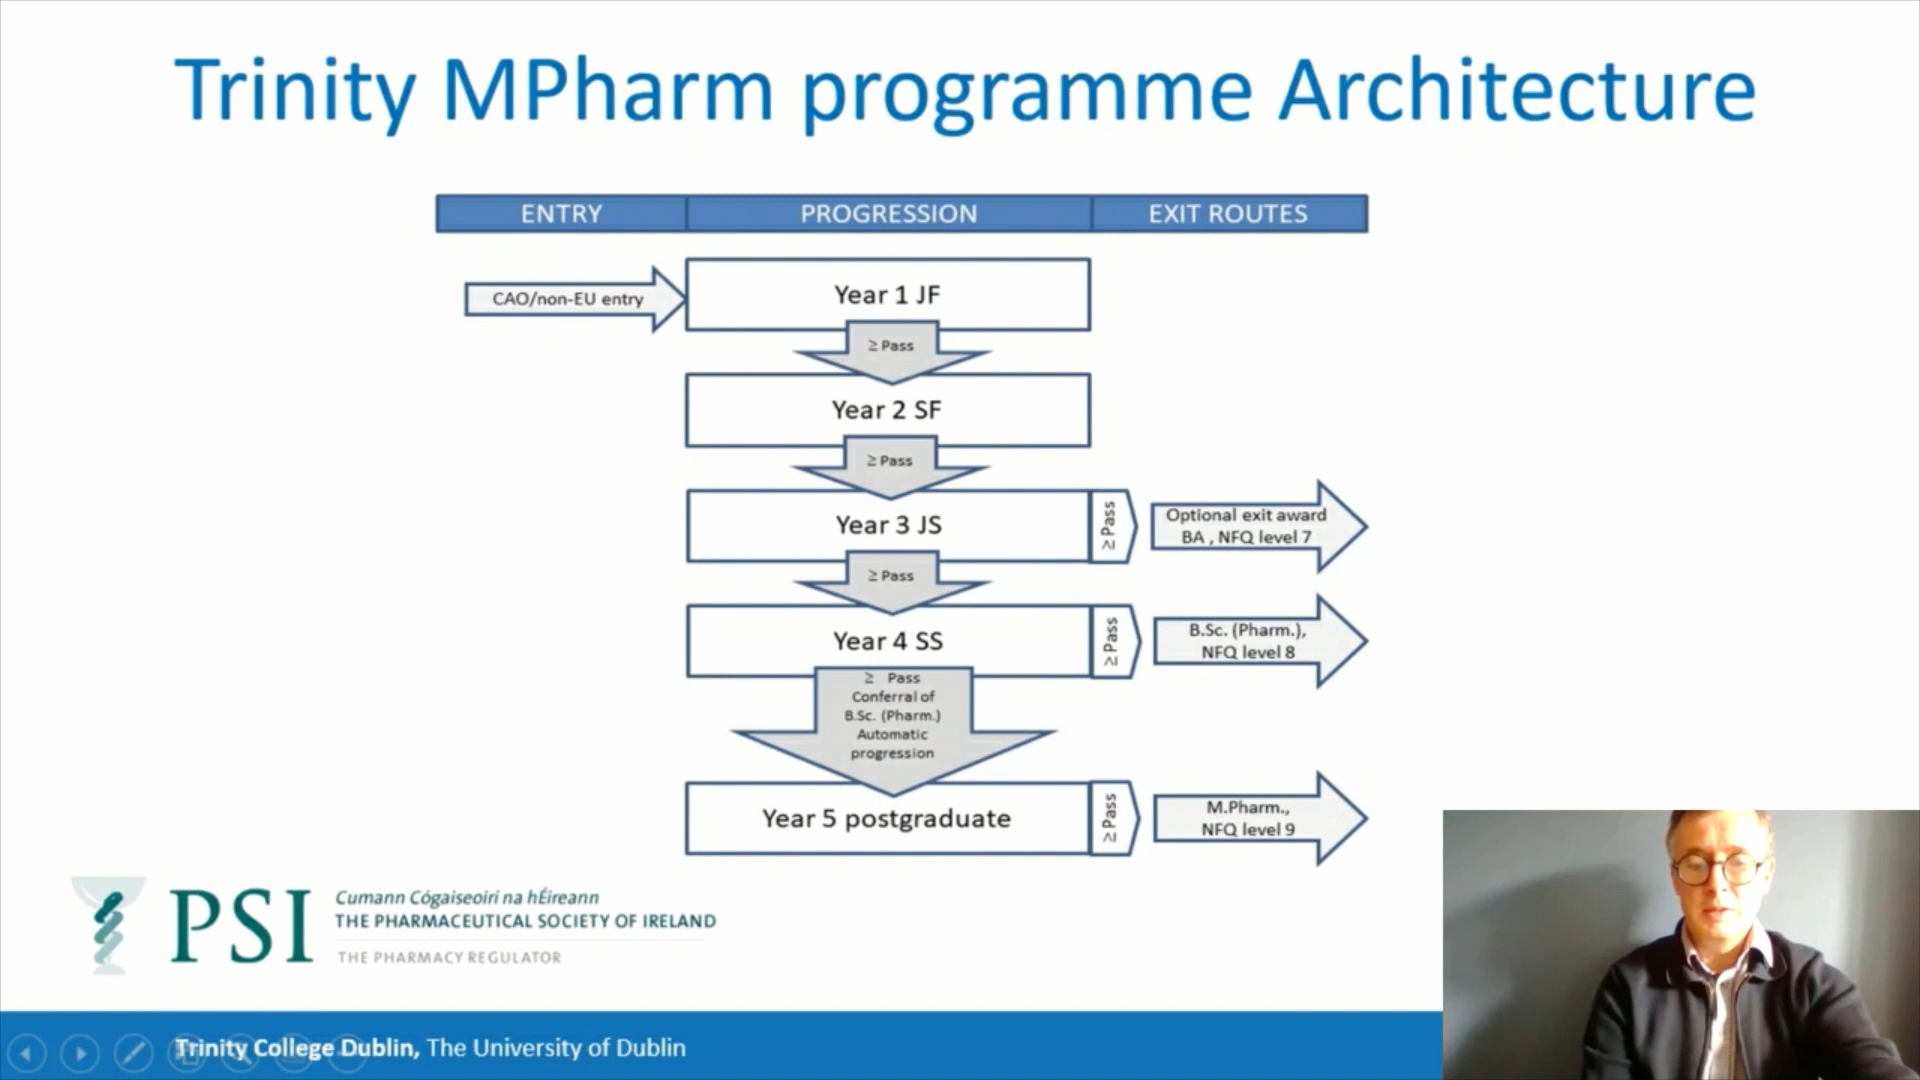 Trinity MPharm programme Architecture
ENTRY PROGRESSION EXIT ROUTES
CAO/non-EU entry
Year 1 JF
≥ Pass
Year 2 SF
≥ Pass
Year 3 JS
≥ Pass
Optional exit award
BA , NFQ level 7
≥ Pass
Year 4 SS
≥ Pass
B.Sc. (Pharm.),
NFQ level 8
≥ Pass
Conferral of
B.Sc. (Pharm.)
Automatic
progression
Year 5 postgraduate
≥ Pass
M.Pharm.,
NFQ level 9
PSI
Cumann Cógaiseoirí na hÉireann
THE PHARMACEUTICAL SOCIETY OF IRELAND
THE PHARMACY REGULATOR
Trinity College Dublin, The University of Dublin